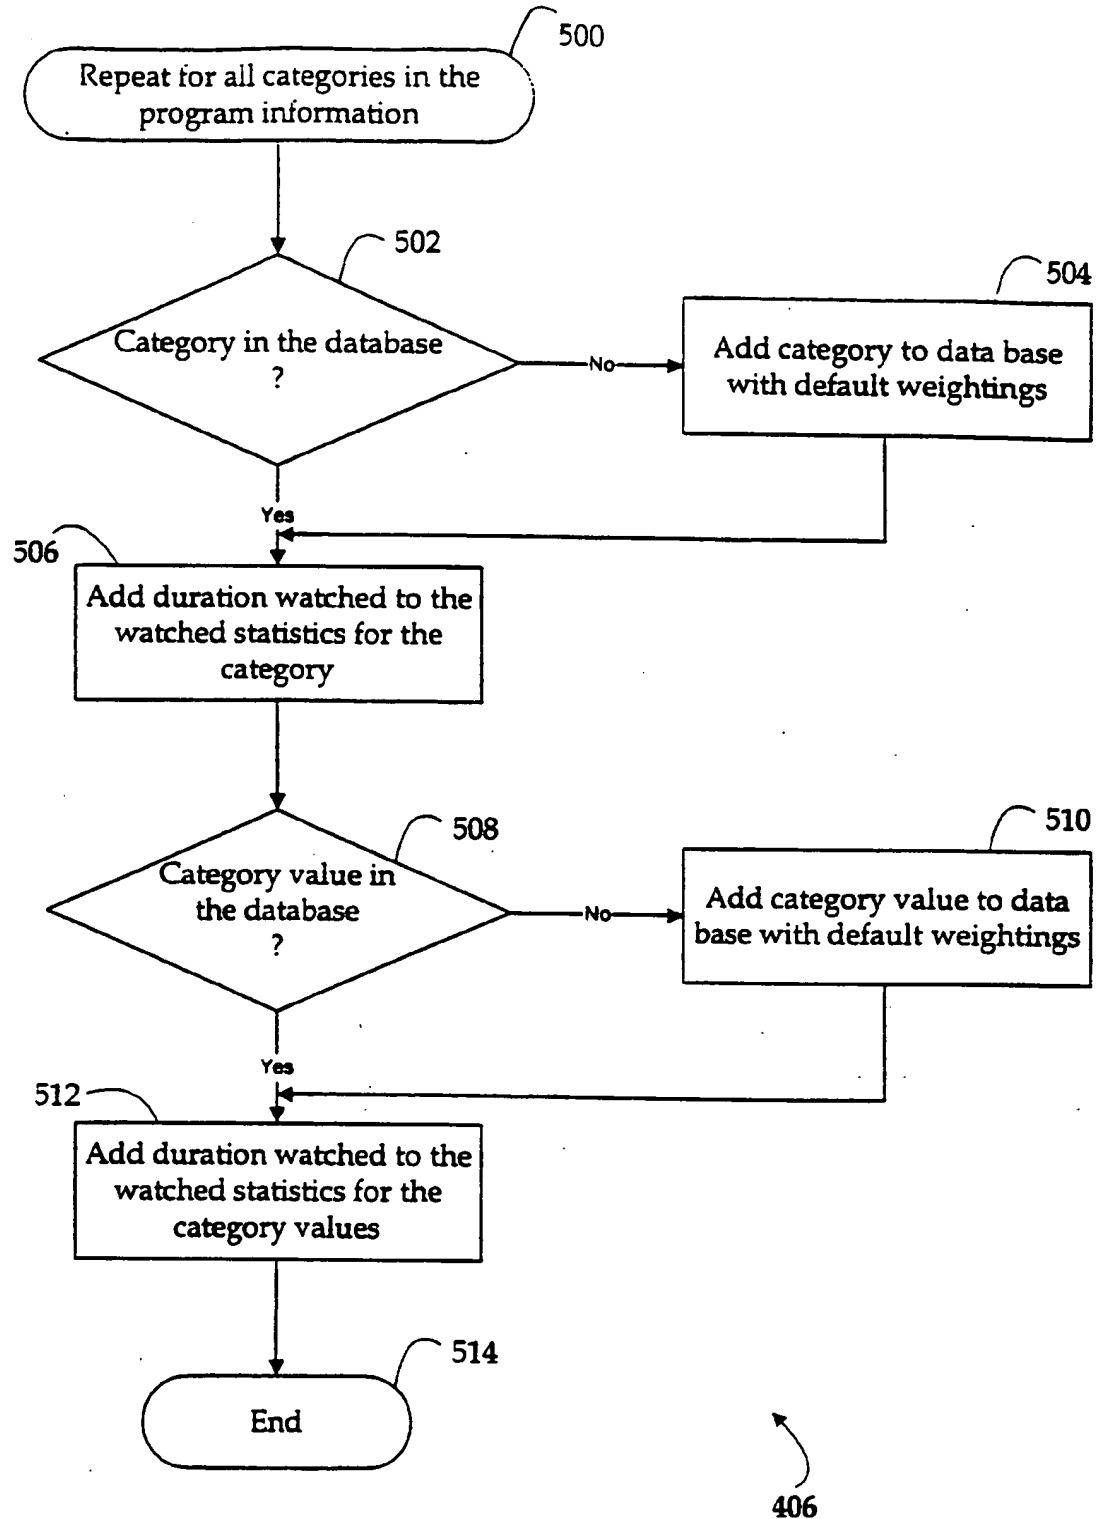 500
Repeat for all categories in the
program information
502
Category in the database
?
No
504
Add category to data base
with default weightings
Yes
506
Add duration watched to the
watched statistics for the
category
508
Category value in
the database
?
No
510
Add category value to data
base with default weightings
Yes
512
Add duration watched to the
watched statistics for the
category values
514
End
406